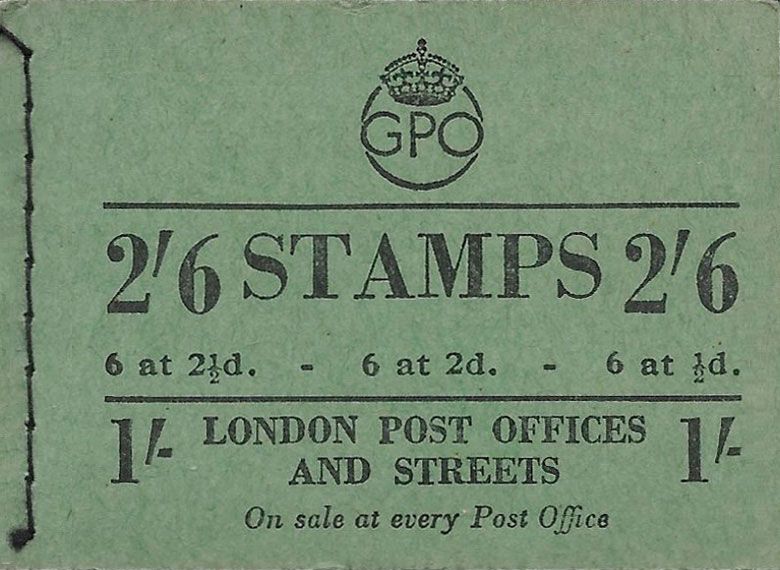 GPO
2/6 STAMPS 2/6
6 at 2½d. - 6 at 2d. - 6 at ½d.
1/- LONDON POST OFFICES 1/-
AND STREETS
On sale at every Post Office